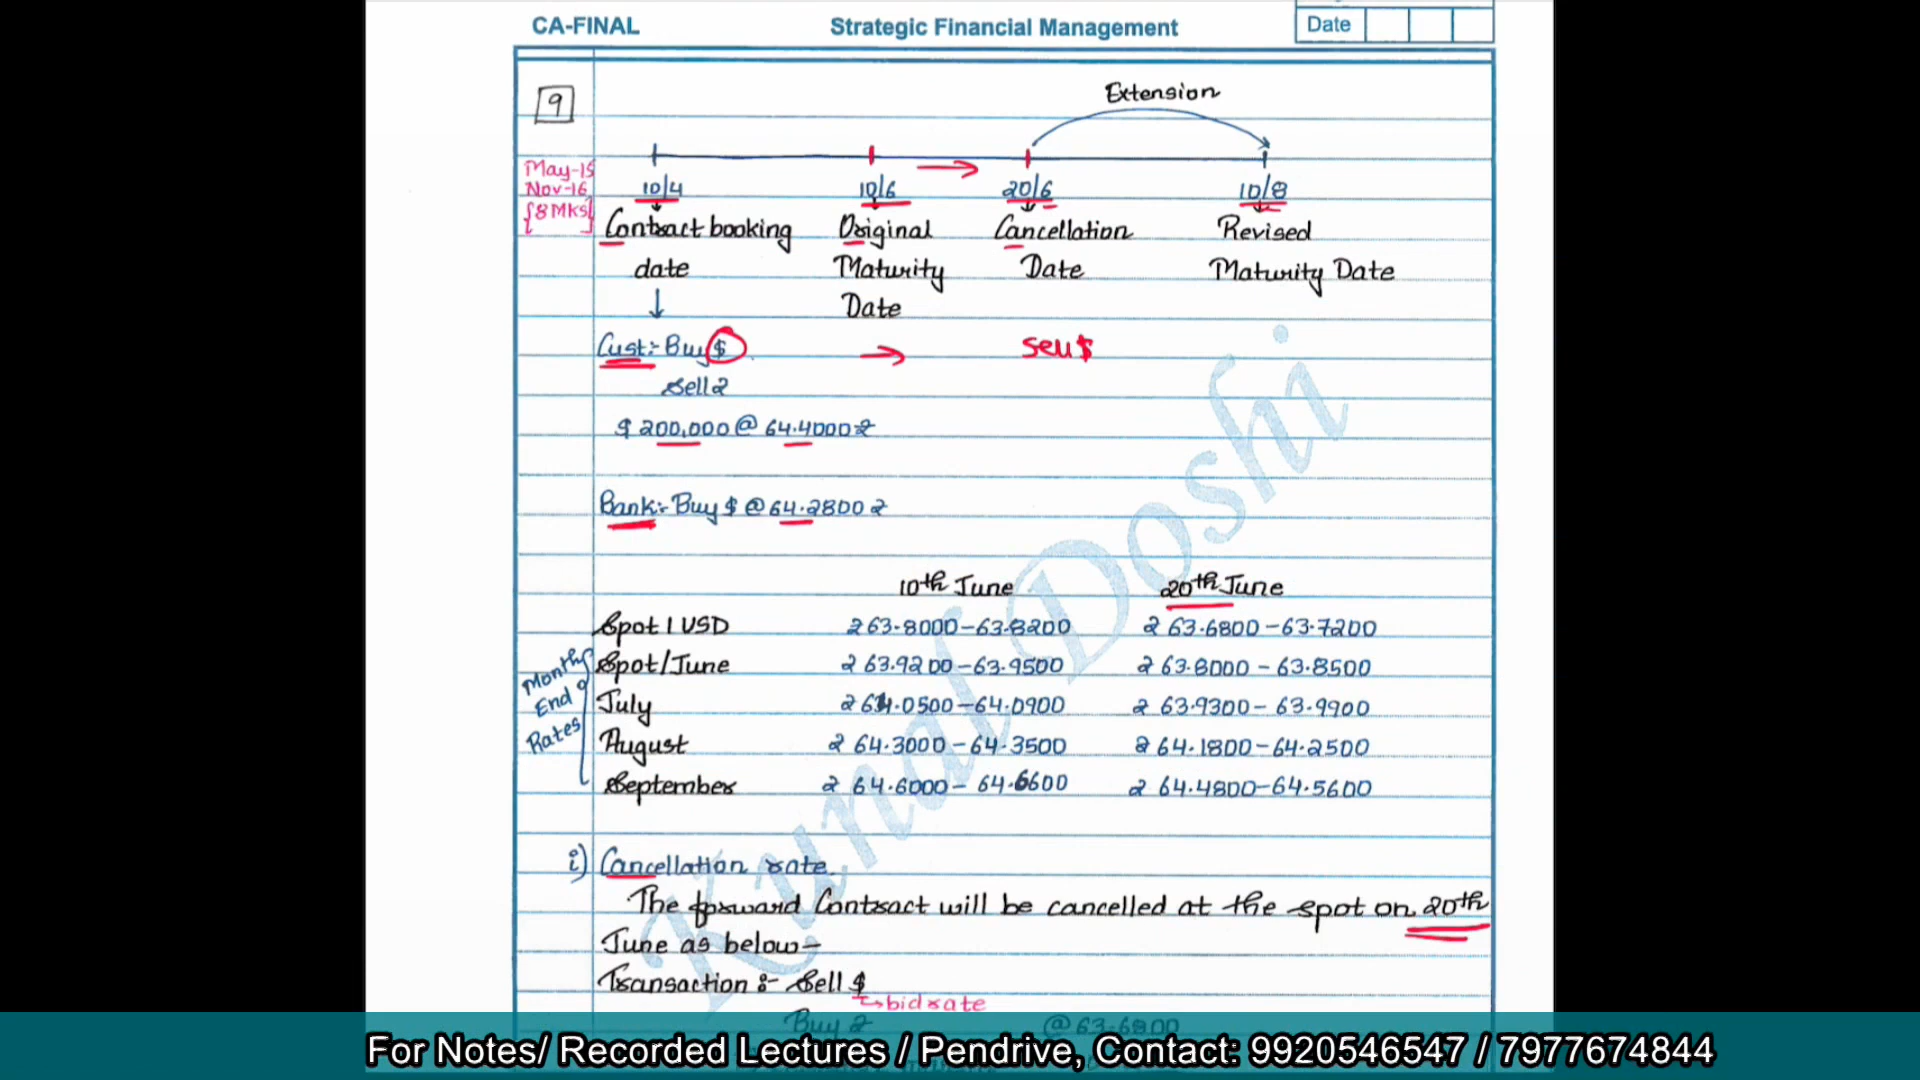 CA-FINAL Strategic Financial Management Date
Extension
9
May-15
Nov-16
[8 Mks]
10/4 10/6 20/6 10/8
Contract booking Original Cancellation Revised
date Maturity Date Maturity Date
Date
Cust:- Buy $ sell $
Sell ₹
$ 200,000 @ 64.4000 ₹
Bank:- Buy $ @ 64.2800 ₹
10th June 20th June
Spot 1 USD ₹ 63.8000-63.8200 ₹ 63.6800-63.7200
Month End Rates
Spot/June ₹ 63.9200-63.9500 ₹ 63.8000-63.8500
July ₹ 64.0500-64.0900 ₹ 63.9300-63.9900
August ₹ 64.3000-64.3500 ₹ 64.1800-64.2500
September ₹ 64.6000-64.6600 ₹ 64.4800-64.5600
i) Cancellation rate.
The forward Contract will be cancelled at the spot on 20th
June as below-
Transaction :- Sell $
bid rate
Buy ₹ @ 63.6800
Kunal Doshi
For Notes/ Recorded Lectures / Pendrive, Contact: 9920546547 / 7977674844